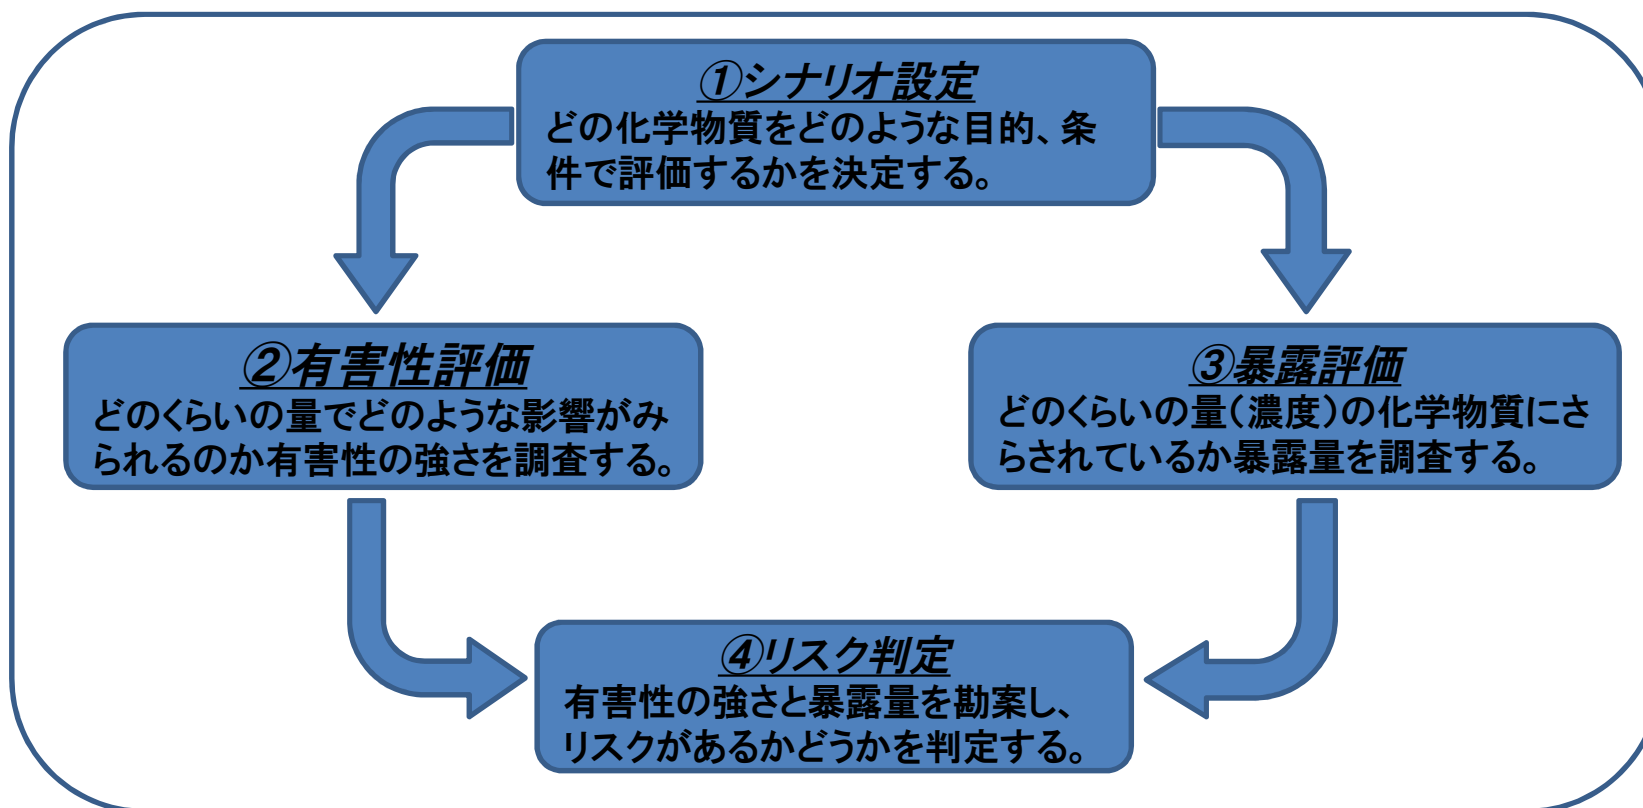 ①シナリオ設定
どの化学物質をどのような目的、条
件で評価するかを決定する。
②有害性評価
どのくらいの量でどのような影響がみ
られるのか有害性の強さを調査する。
③暴露評価
どのくらいの量(濃度)の化学物質にさ
らされているか暴露量を調査する。
④リスク判定
有害性の強さと暴露量を勘案し、
リスクがあるかどうかを判定する。